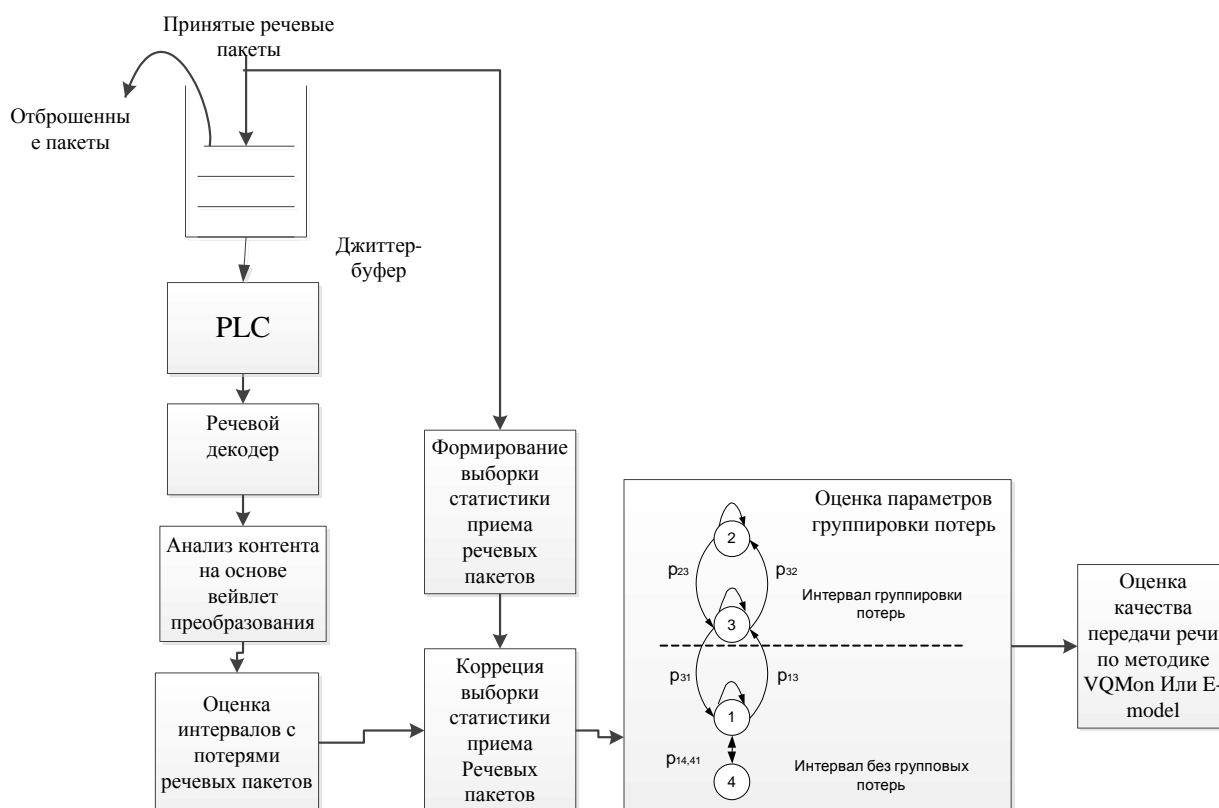 Принятые речевые
пакеты
Отброшенны
е пакеты
Джиттер-
буфер
PLC
Речевой
декодер
Анализ контента
на основе
вейвлет
преобразования
Оценка
интервалов с
потерями
речевых пакетов
Формирование
выборки
статистики
приема
речевых
пакетов
Коррецция
выборки
статистики
приема
Речевых
пакетов
Оценка параметров
группировки потерь
2
p23
p32
Интервал группировки
потерь
3
p31
p13
1
p14,41
Интервал без групповых
потерь
4
Оценка
качества
передачи речи
по методике
VQMon Или E-
model